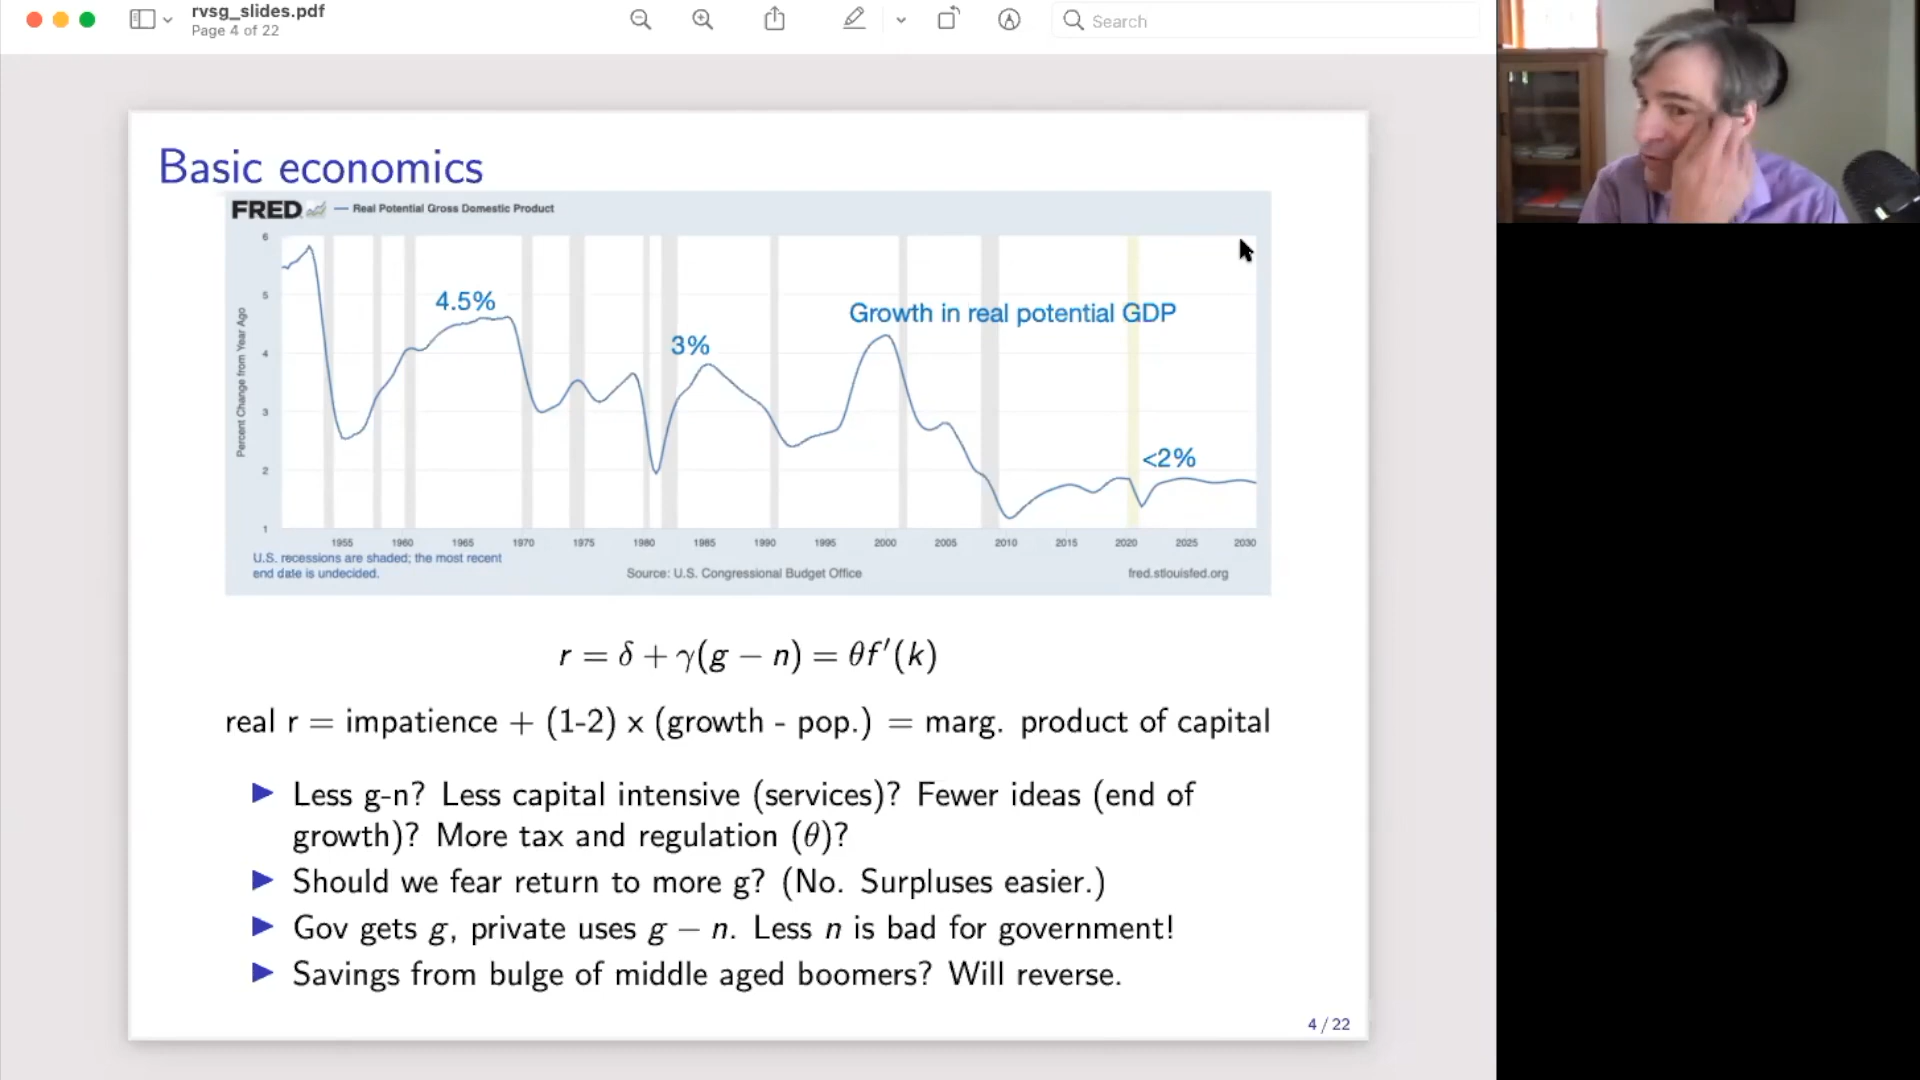 rvsg_slides.pdf
Page 4 of 22
Search
Basic economics
FRED — Real Potential Gross Domestic Product
6
5
4
3
2
1
Percent Change from Year Ago
4.5%
3%
Growth in real potential GDP
<2%
1955 1960 1965 1970 1975 1980 1985 1990 1995 2000 2005 2010 2015 2020 2025 2030
U.S. recessions are shaded; the most recent
end date is undecided.
Source: U.S. Congressional Budget Office
fred.stlouisfed.org
r = δ + γ(g − n) = θf′(k)
real r = impatience + (1-2) x (growth - pop.) = marg. product of capital
▶ Less g-n? Less capital intensive (services)? Fewer ideas (end of
growth)? More tax and regulation (θ)?
▶ Should we fear return to more g? (No. Surpluses easier.)
▶ Gov gets g, private uses g − n. Less n is bad for government!
▶ Savings from bulge of middle aged boomers? Will reverse.
4 / 22